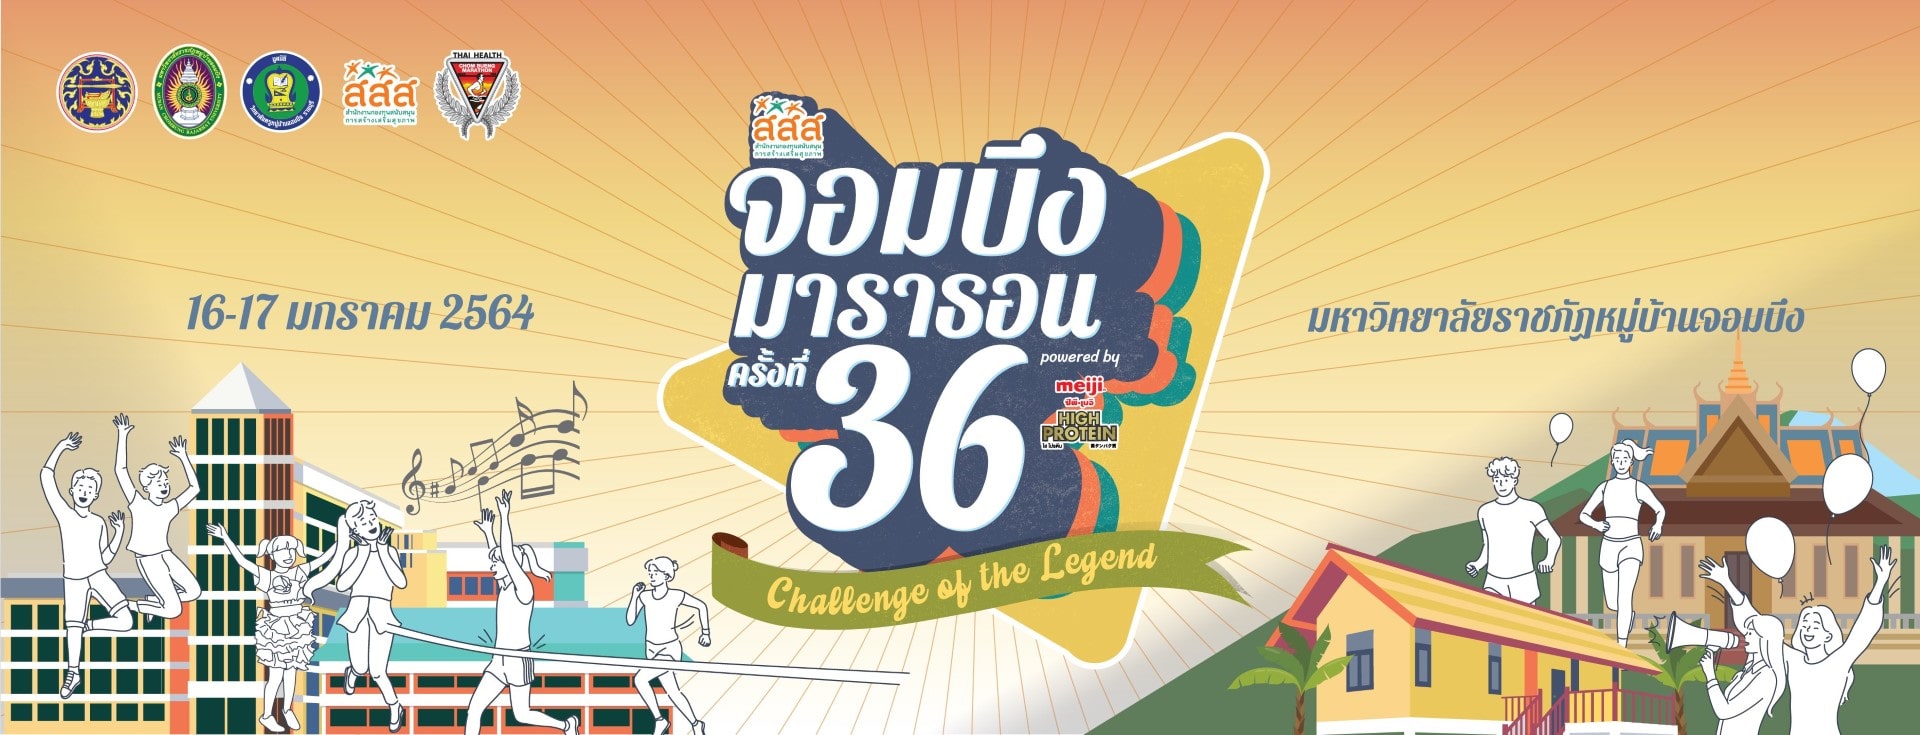 สสส
สำนักงานกองทุนสนับสนุน
การสร้างเสริมสุขภาพ
THAI HEALTH
CHOM BUENG
MARATHON
สสส
สำนักงานกองทุนสนับสนุน
การสร้างเสริมสุขภาพ
จอมบึง
มาราธอน
ครั้งที่ 36
powered by
meiji
ซีพี-เมจิ
HIGH
PROTEIN
Challenge of the Legend
16-17 มกราคม 2564
มหาวิทยาลัยราชภัฏหมู่บ้านจอมบึง